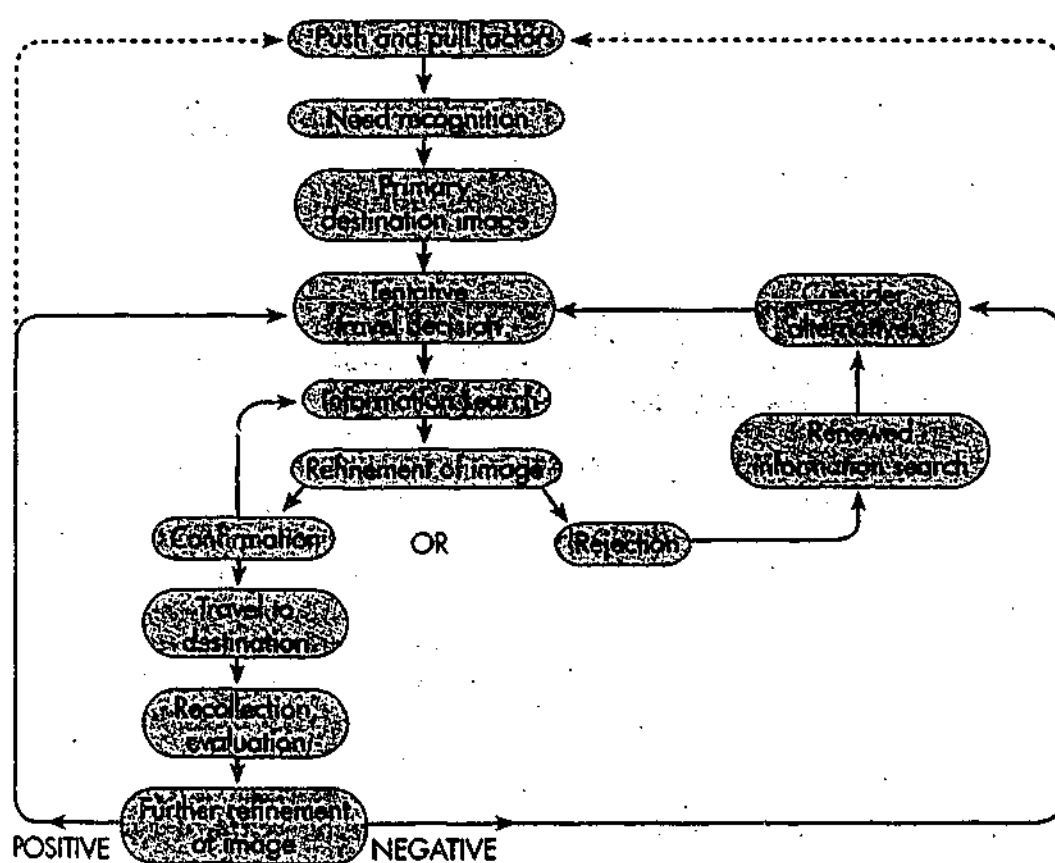 Push and pull factors
Need recognition
Primary
destination image
Tentative
travel decision
Consider
alternatives
Information search
Renewed
information search
Refinement of image
Confirmation
OR
Rejection
Travel to
destination
Recollection,
evaluation
Further refinement
of image
POSITIVE
NEGATIVE